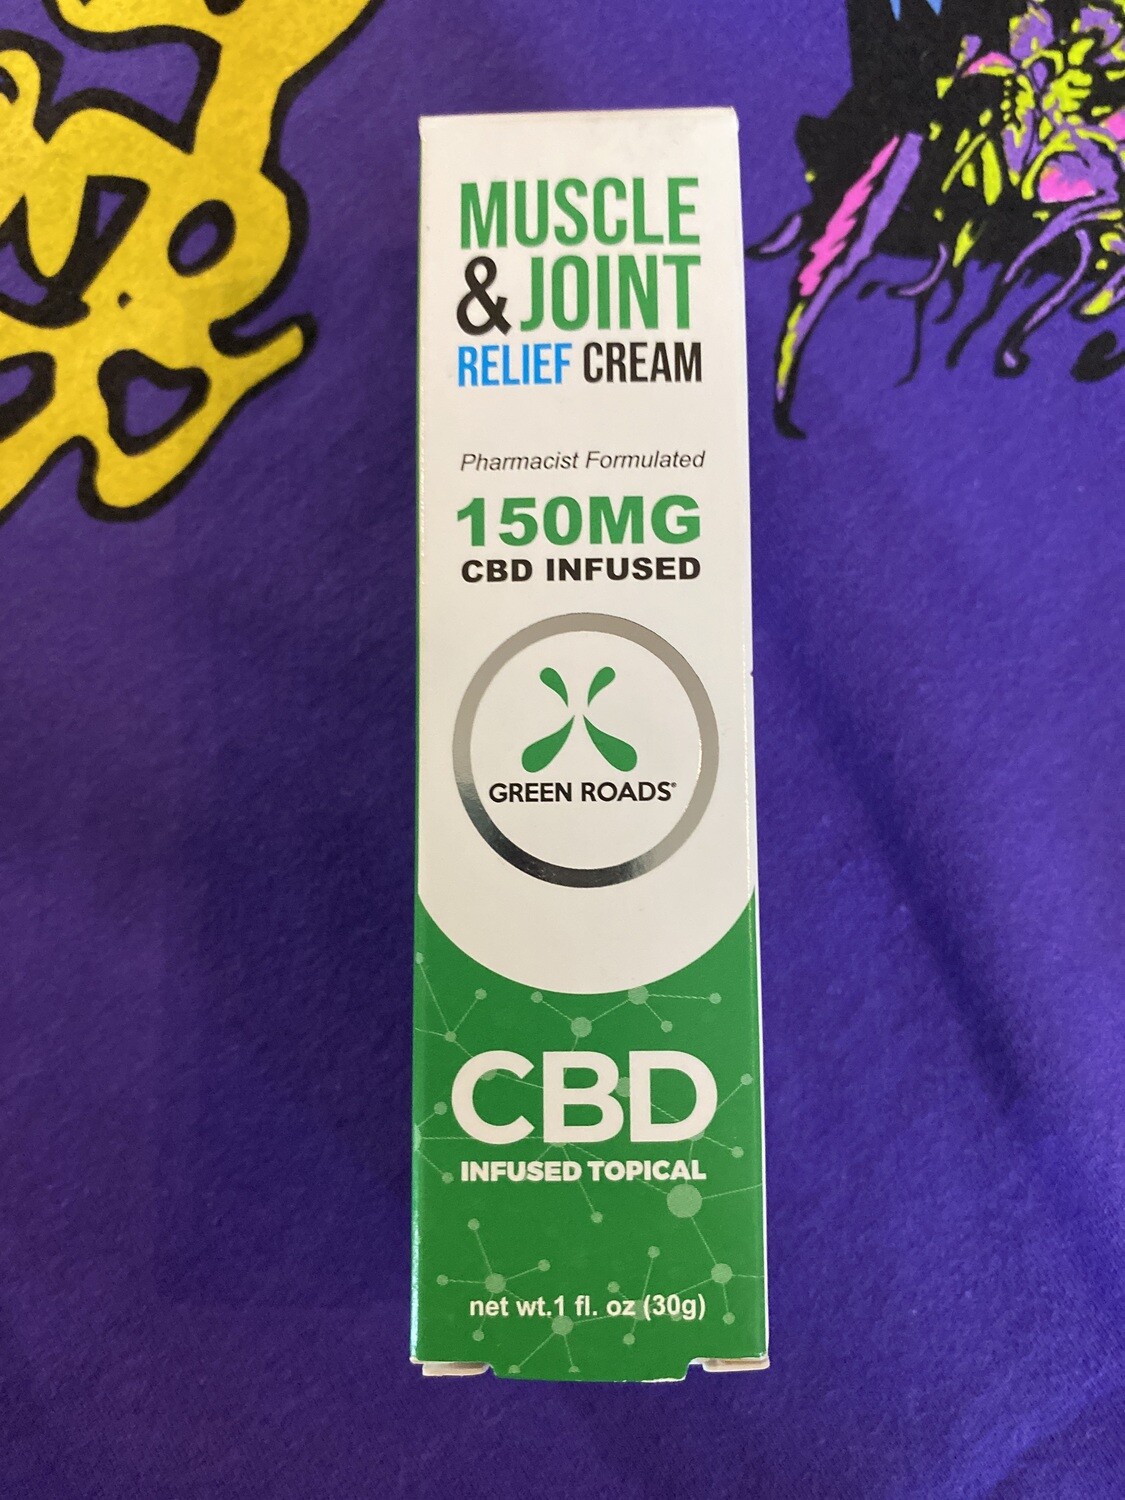 MUSCLE
& JOINT
RELIEF CREAM
Pharmacist Formulated
150MG
CBD INFUSED
GREEN ROADS®
CBD
INFUSED TOPICAL
net wt.1 fl. oz (30g)